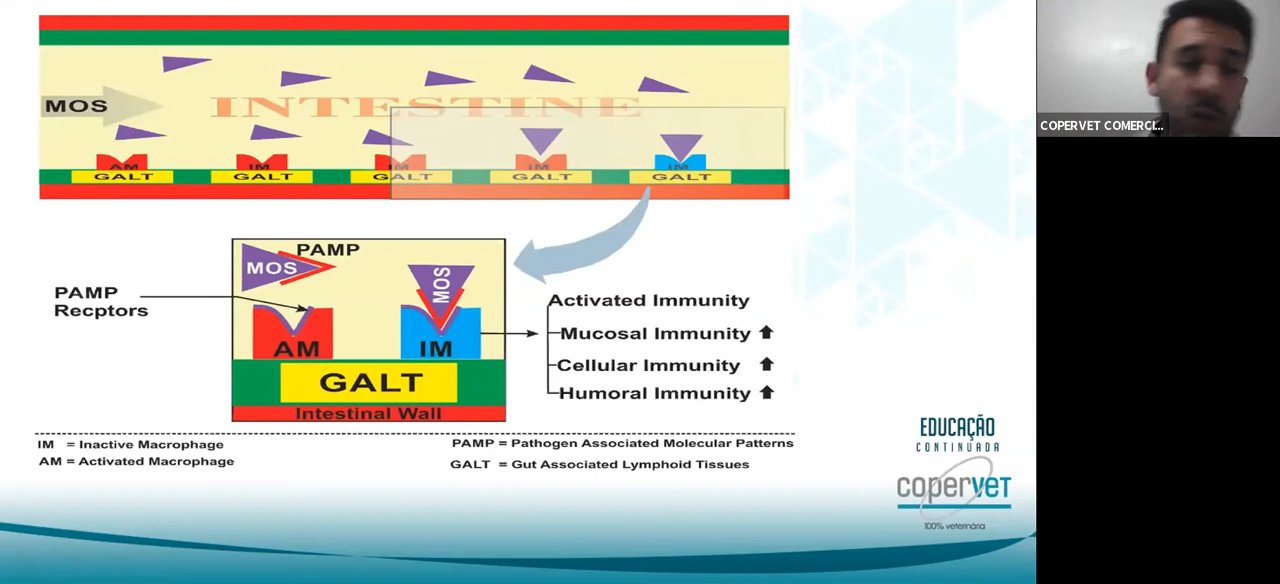 MOS
INTESTINE
AM
IM
IM
IM
IM
GALT
GALT
GALT
GALT
GALT
COPERVET COMERCI...
PAMP
MOS
MOS
PAMP
Recptors
AM
IM
GALT
Intestinal Wall
Activated Immunity
Mucosal Immunity
Cellular Immunity
Humoral Immunity
IM = Inactive Macrophage
AM = Activated Macrophage
PAMP = Pathogen Associated Molecular Patterns
GALT = Gut Associated Lymphoid Tissues
EDUCAÇÃO
CONTINUADA
copervet
100% veterinária